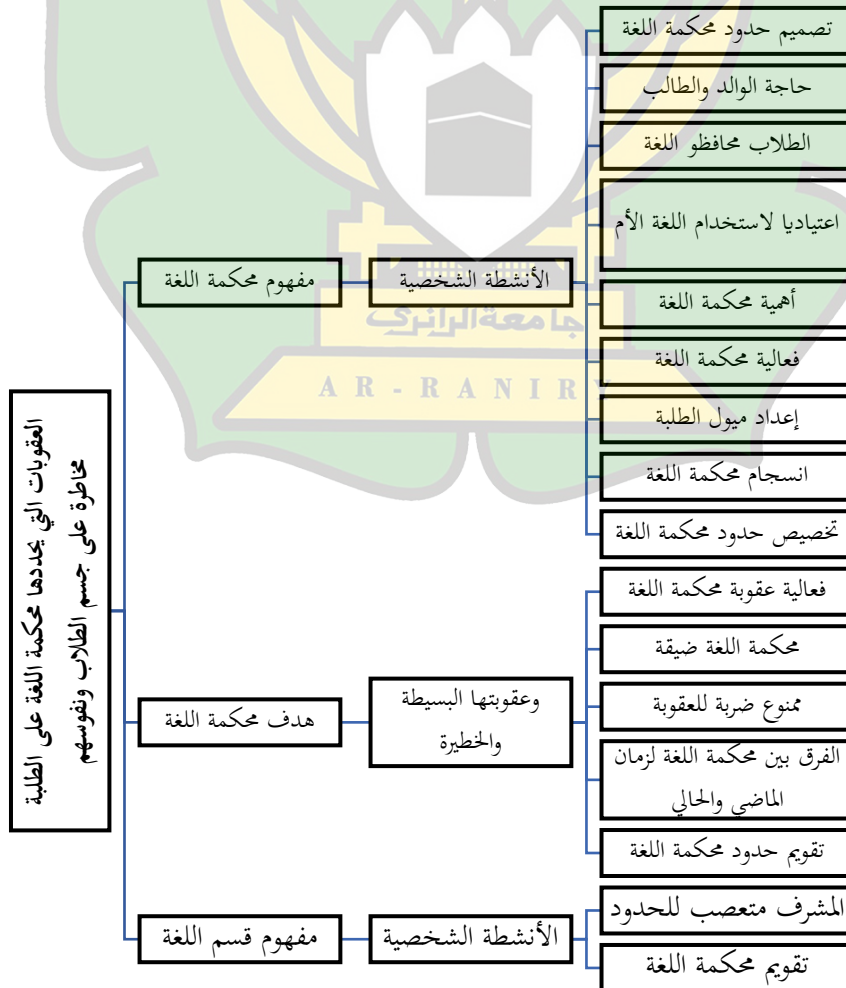 العقوبات التي يحددها محكمة اللغة على الطلبة
مخاطرة على جسم الطلاب ونفوسهم
مفهوم محكمة اللغة
الأنشطة الشخصية
تصميم حدود محكمة اللغة
حاجة الوالد والطالب
الطلاب محافظو اللغة
اعتياديا لاستخدام اللغة الأم
أهمية محكمة اللغة
فعالية محكمة اللغة
إعداد ميول الطلبة
انسجام محكمة اللغة
تخصيص حدود محكمة اللغة
هدف محكمة اللغة
وعقوبتها البسيطة
والخطيرة
فعالية عقوبة محكمة اللغة
محكمة اللغة ضيقة
ممنوع ضربة للعقوبة
الفرق بين محكمة اللغة لزمان
الماضي والحالي
تقويم حدود محكمة اللغة
مفهوم قسم اللغة
الأنشطة الشخصية
المشرف متعصب للحدود
تقويم محكمة اللغة
جامعة الرانري
AR-RANIRY